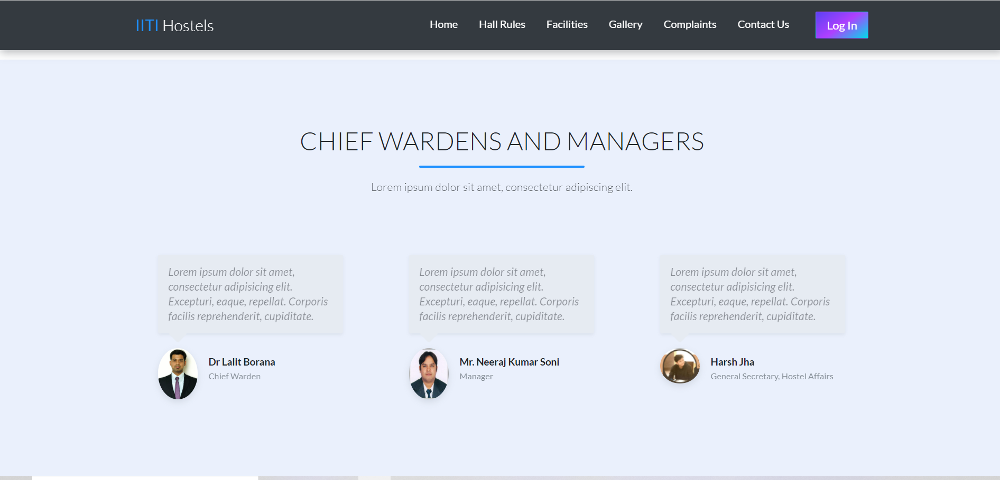 IITI Hostels Home Hall Rules Facilities Gallery Complaints Contact Us Log In
CHIEF WARDENS AND MANAGERS
Lorem ipsum dolor sit amet, consectetur adipiscing elit.
Lorem ipsum dolor sit amet,
consectetur adipisicing elit.
Excepturi, eaque, repellat. Corporis
facilis reprehenderit, cupiditate.
Dr Lalit Borana
Chief Warden
Lorem ipsum dolor sit amet,
consectetur adipisicing elit.
Excepturi, eaque, repellat. Corporis
facilis reprehenderit, cupiditate.
Mr. Neeraj Kumar Soni
Manager
Lorem ipsum dolor sit amet,
consectetur adipisicing elit.
Excepturi, eaque, repellat. Corporis
facilis reprehenderit, cupiditate.
Harsh Jha
General Secretary, Hostel Affairs